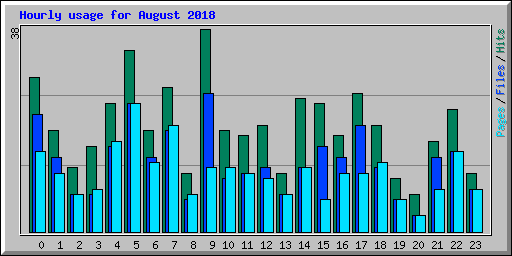 Hourly usage for August 2018
38
Pages / Files / Hits
0 1 2 3 4 5 6 7 8 9 10 11 12 13 14 15 16 17 18 19 20 21 22 23